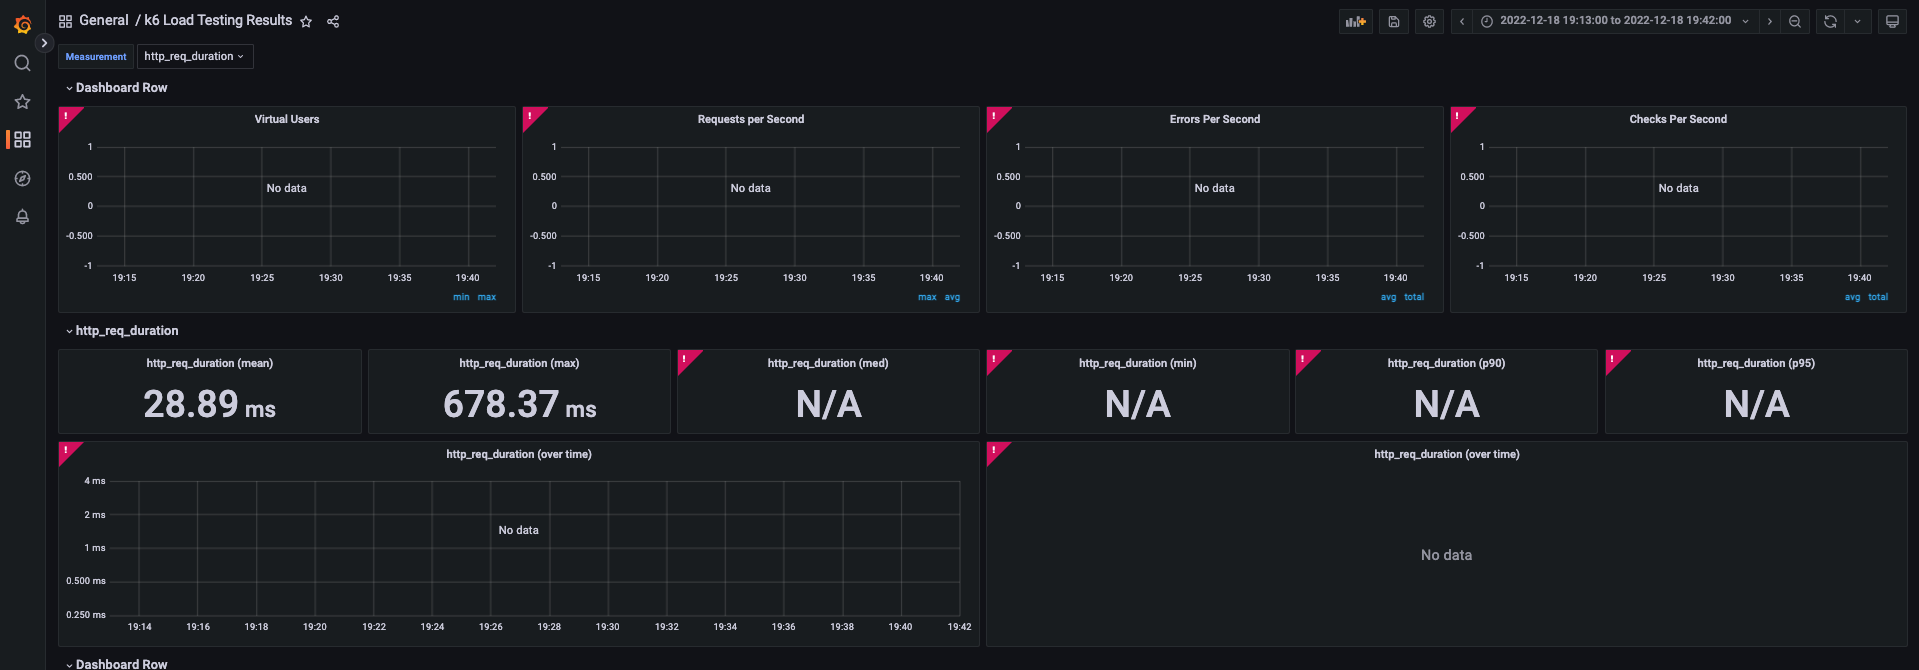 General / k6 Load Testing Results
2022-12-18 19:13:00 to 2022-12-18 19:42:00
Measurement http_req_duration
Dashboard Row
! Virtual Users
1
0.500
0
-0.500
-1
No data
19:15 19:20 19:25 19:30 19:35 19:40
min max
! Requests per Second
1
0.500
0
-0.500
-1
No data
19:15 19:20 19:25 19:30 19:35 19:40
max avg
! Errors Per Second
1
0.500
0
-0.500
-1
No data
19:15 19:20 19:25 19:30 19:35 19:40
avg total
! Checks Per Second
1
0.500
0
-0.500
-1
No data
19:15 19:20 19:25 19:30 19:35 19:40
avg total
http_req_duration
http_req_duration (mean)
28.89 ms
http_req_duration (max)
678.37 ms
! http_req_duration (med)
N/A
! http_req_duration (min)
N/A
! http_req_duration (p90)
N/A
! http_req_duration (p95)
N/A
! http_req_duration (over time)
4 ms
2 ms
1 ms
0.500 ms
0.250 ms
No data
19:14 19:16 19:18 19:20 19:22 19:24 19:26 19:28 19:30 19:32 19:34 19:36 19:38 19:40 19:42
! http_req_duration (over time)
No data
Dashboard Row